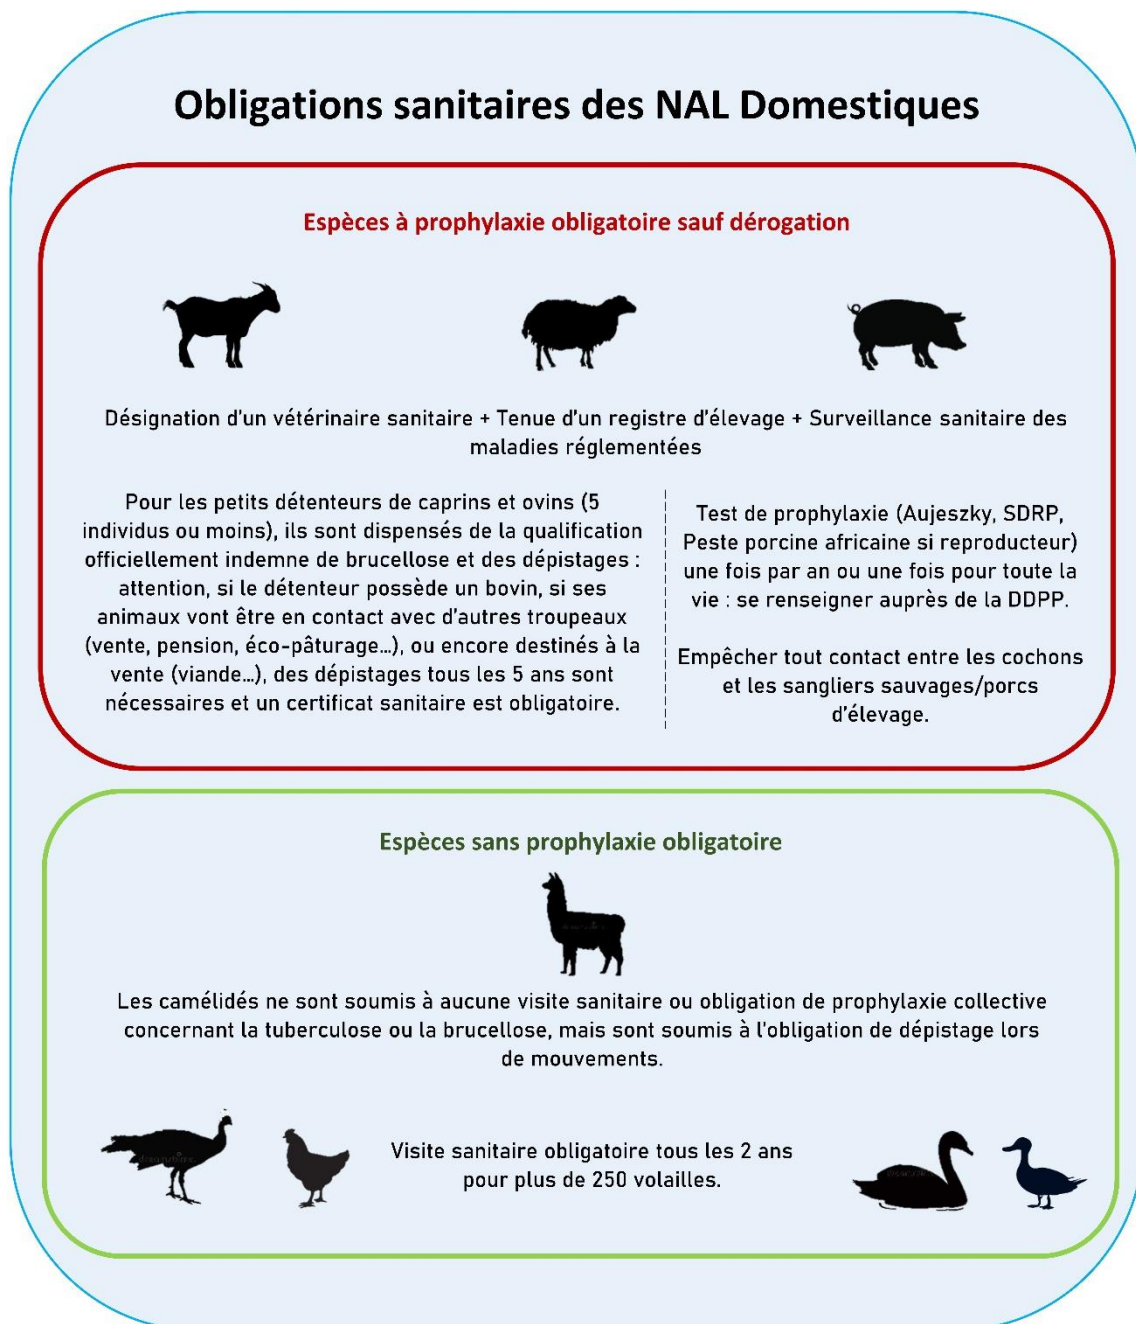 Obligations sanitaires des NAL Domestiques
Espèces à prophylaxie obligatoire sauf dérogation
Désignation d'un vétérinaire sanitaire + Tenue d'un registre d'élevage + Surveillance sanitaire des
maladies réglementées
Pour les petits détenteurs de caprins et ovins (5
individus ou moins), ils sont dispensés de la qualification
officiellement indemne de brucellose et des dépistages :
attention, si le détenteur possède un bovin, si ses
animaux vont être en contact avec d'autres troupeaux
(vente, pension, éco-pâturage…), ou encore destinés à la
vente (viande…), des dépistages tous les 5 ans sont
nécessaires et un certificat sanitaire est obligatoire.
Test de prophylaxie (Aujeszky, SDRP,
Peste porcine africaine si reproducteur)
une fois par an ou une fois pour toute la
vie : se renseigner auprès de la DDPP.
Empêcher tout contact entre les cochons
et les sangliers sauvages/porcs
d'élevage.
Espèces sans prophylaxie obligatoire
Les camélidés ne sont soumis à aucune visite sanitaire ou obligation de prophylaxie collective
concernant la tuberculose ou la brucellose, mais sont soumis à l'obligation de dépistage lors
de mouvements.
Visite sanitaire obligatoire tous les 2 ans
pour plus de 250 volailles.